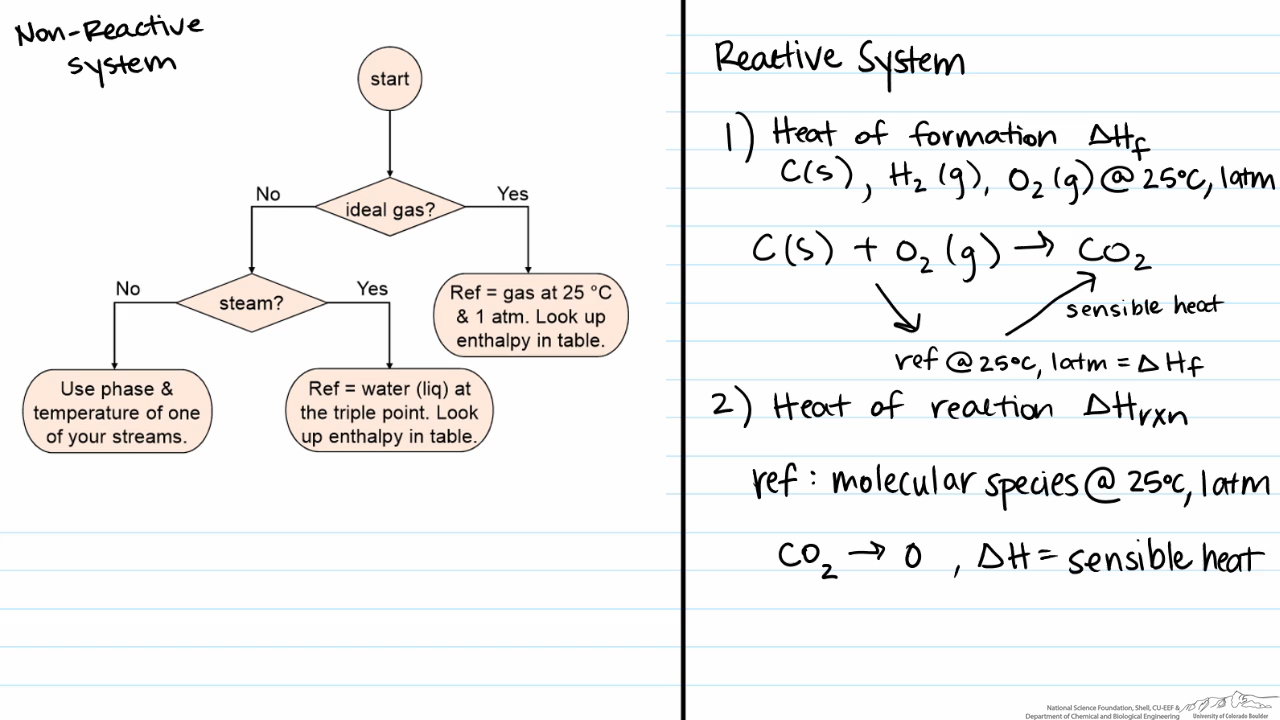 Non-Reactive
system
start
ideal gas?
No
Yes
steam?
No
Yes
Ref = gas at 25 °C
& 1 atm. Look up
enthalpy in table.
Use phase &
temperature of one
of your streams.
Ref = water (liq) at
the triple point. Look
up enthalpy in table.
Reactive System
1) Heat of formation ΔHf
C(s), H₂(g), O₂(g) @ 25°C, 1atm
C(s) + O₂(g) → CO₂
sensible heat
ref @ 25°C, 1atm = ΔHf
2) Heat of reaction ΔHrxn
ref: molecular species @ 25°C, 1atm
CO₂ → 0, ΔH = sensible heat
National Science Foundation, Shell, CU-EEF &
Department of Chemical and Biological Engineering
University of Colorado Boulder